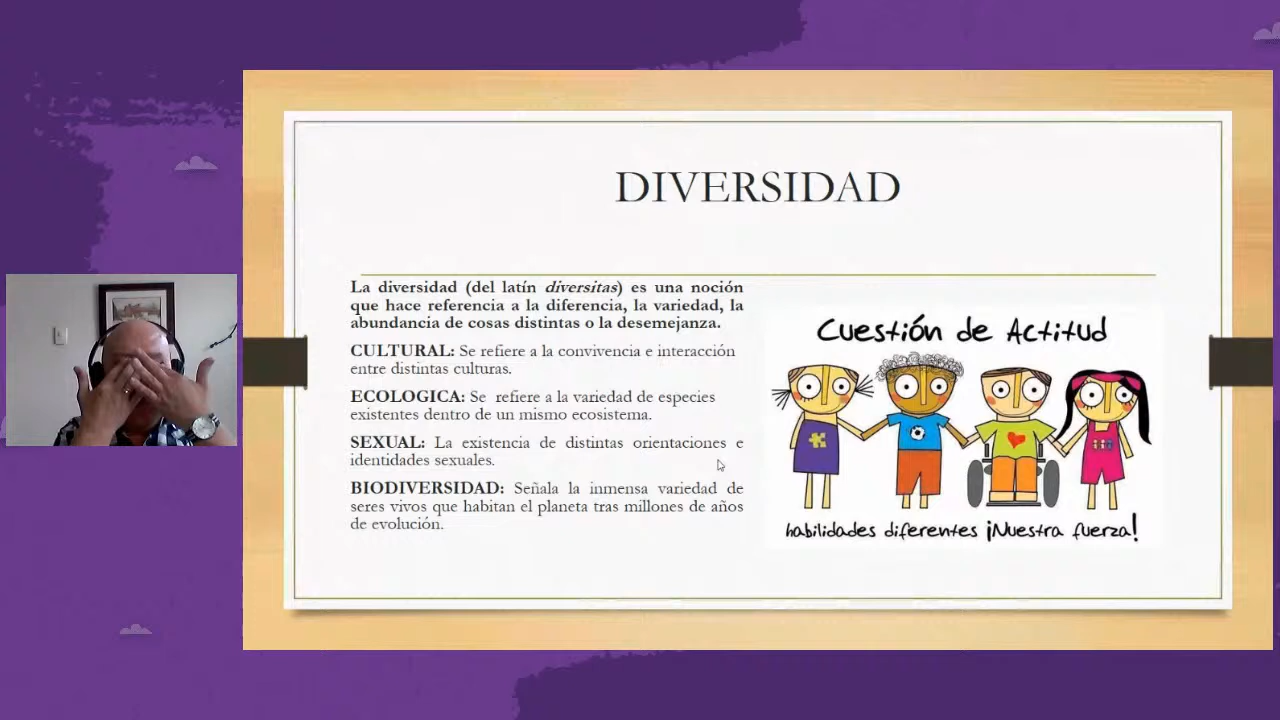 DIVERSIDAD
La diversidad (del latín diversitas) es una noción
que hace referencia a la diferencia, la variedad, la
abundancia de cosas distintas o la desemejanza.
CULTURAL: Se refiere a la convivencia e interacción
entre distintas culturas.
ECOLOGICA: Se refiere a la variedad de especies
existentes dentro de un mismo ecosistema.
SEXUAL: La existencia de distintas orientaciones e
identidades sexuales.
BIODIVERSIDAD: Señala la inmensa variedad de
seres vivos que habitan el planeta tras millones de años
de evolución.
Cuestión de Actitud
habilidades diferentes ¡Nuestra fuerza!